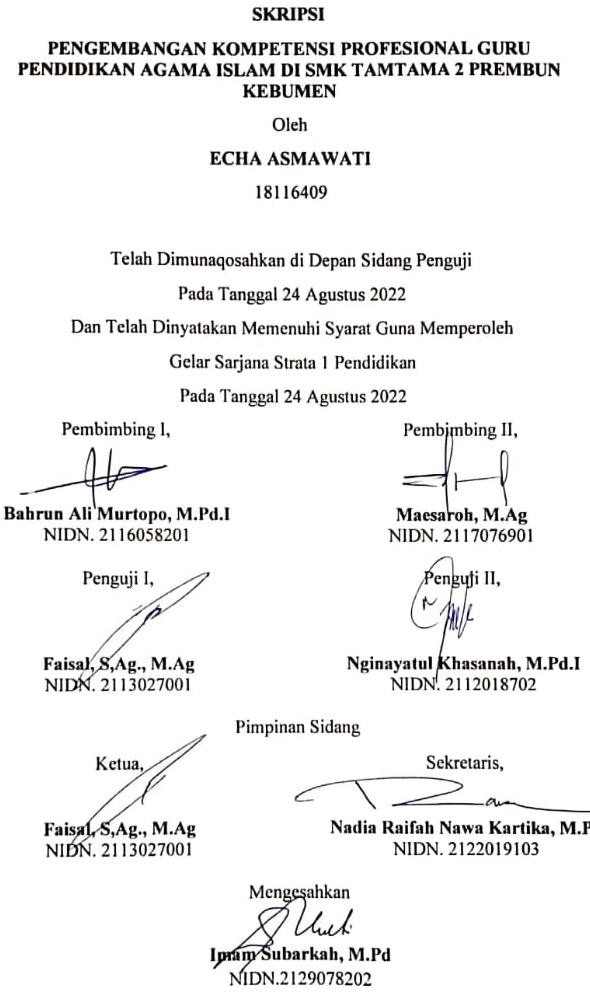 SKRIPSI
PENGEMBANGAN KOMPETENSI PROFESIONAL GURU
PENDIDIKAN AGAMA ISLAM DI SMK TAMTAMA 2 PREMBUN
KEBUMEN
Oleh
ECHA ASMAWATI
18116409
Telah Dimunaqosahkan di Depan Sidang Penguji
Pada Tanggal 24 Agustus 2022
Dan Telah Dinyatakan Memenuhi Syarat Guna Memperoleh
Gelar Sarjana Strata 1 Pendidikan
Pada Tanggal 24 Agustus 2022
Pembimbing I, Pembimbing II,
Bahrun Ali Murtopo, M.Pd.I Maesaroh, M.Ag
NIDN. 2116058201 NIDN. 2117076901
Penguji I, Penguji II,
Faisal, S,Ag., M.Ag Nginayatul Khasanah, M.Pd.I
NIDN. 2113027001 NIDN. 2112018702
Pimpinan Sidang
Ketua, Sekretaris,
Faisal, S,Ag., M.Ag Nadia Raifah Nawa Kartika, M.P
NIDN. 2113027001 NIDN. 2122019103
Mengesahkan
Imam Subarkah, M.Pd
NIDN.2129078202